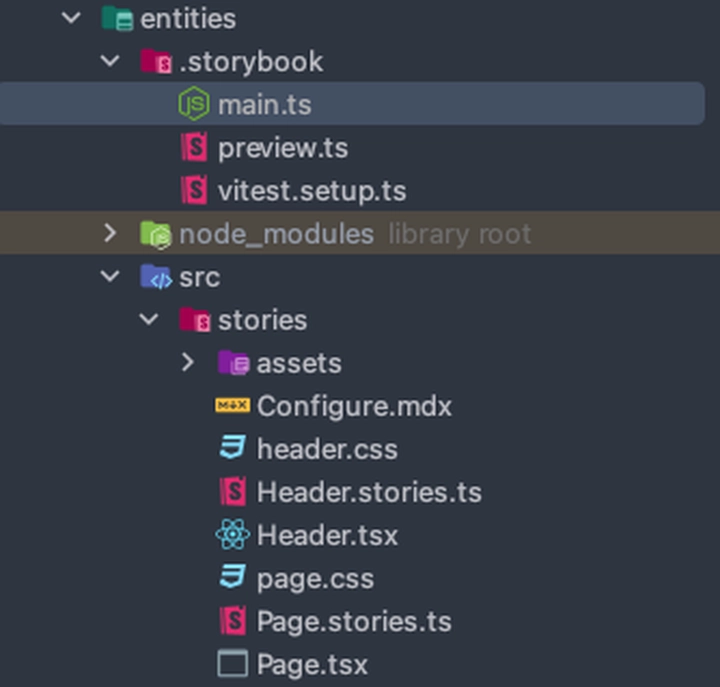 entities
.storybook
main.ts
preview.ts
vitest.setup.ts
node_modules library root
src
stories
assets
Configure.mdx
header.css
Header.stories.ts
Header.tsx
page.css
Page.stories.ts
Page.tsx